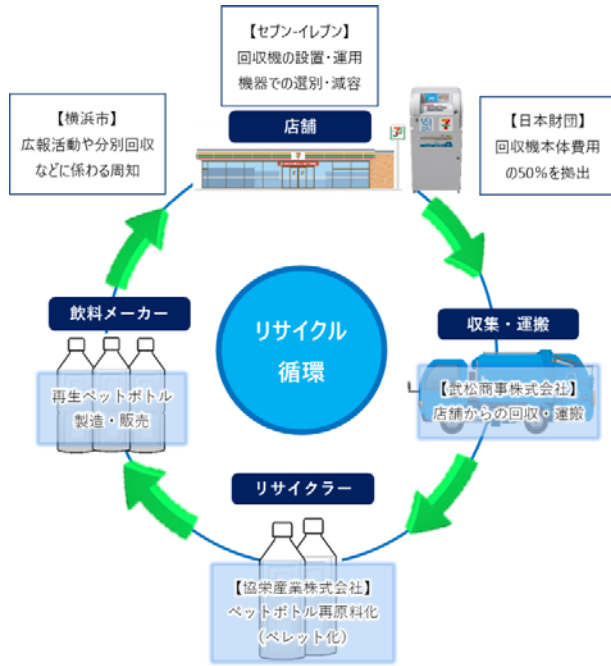 【セブン-イレブン】
回収機の設置・運用
機器での選別・減容
店舗
【横浜市】
広報活動や分別回収
などに係わる周知
【日本財団】
回収機本体費用
の50%を拠出
収集・運搬
【武松商事株式会社】
店舗からの回収・運搬
リサイクラー
【協栄産業株式会社】
ペットボトル再原料化
(ペレット化)
飲料メーカー
再生ペットボトル
製造・販売
リサイクル
循環